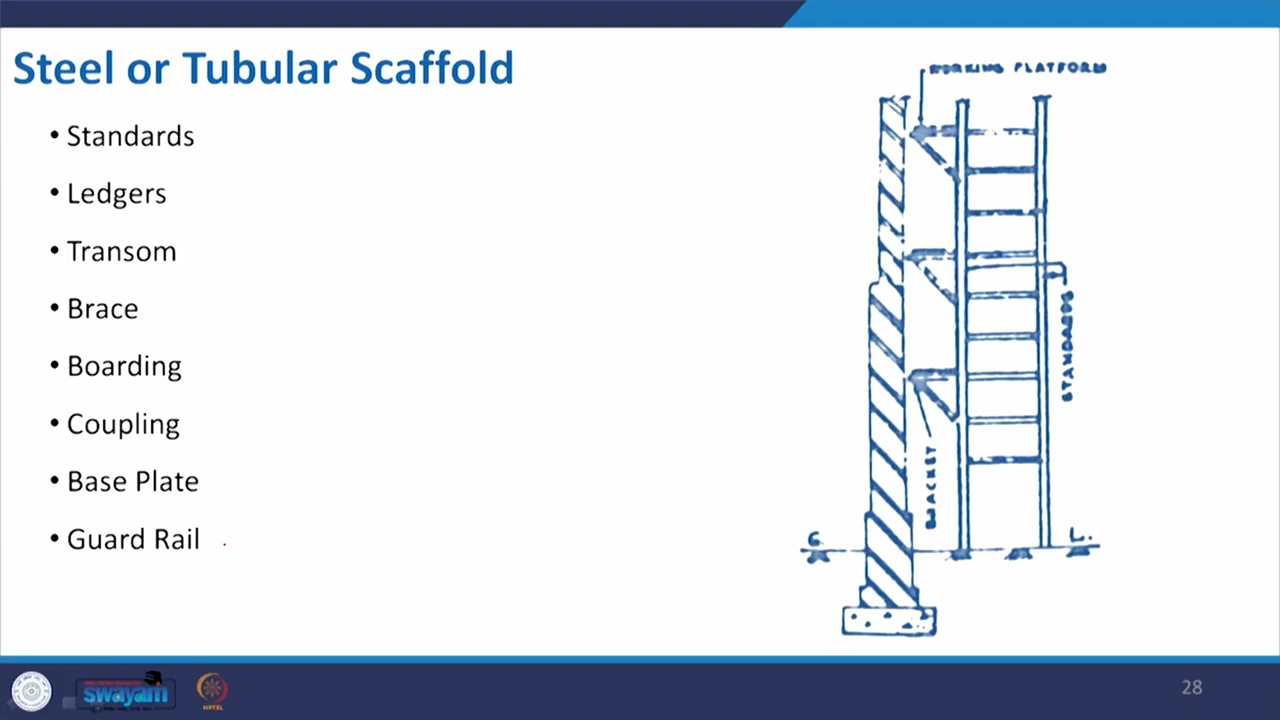 Steel or Tubular Scaffold
• Standards
• Ledgers
• Transom
• Brace
• Boarding
• Coupling
• Base Plate
• Guard Rail
WORKING PLATFORM
STANDARDS
BRACKET
G. L.
swayam
NPTEL
28